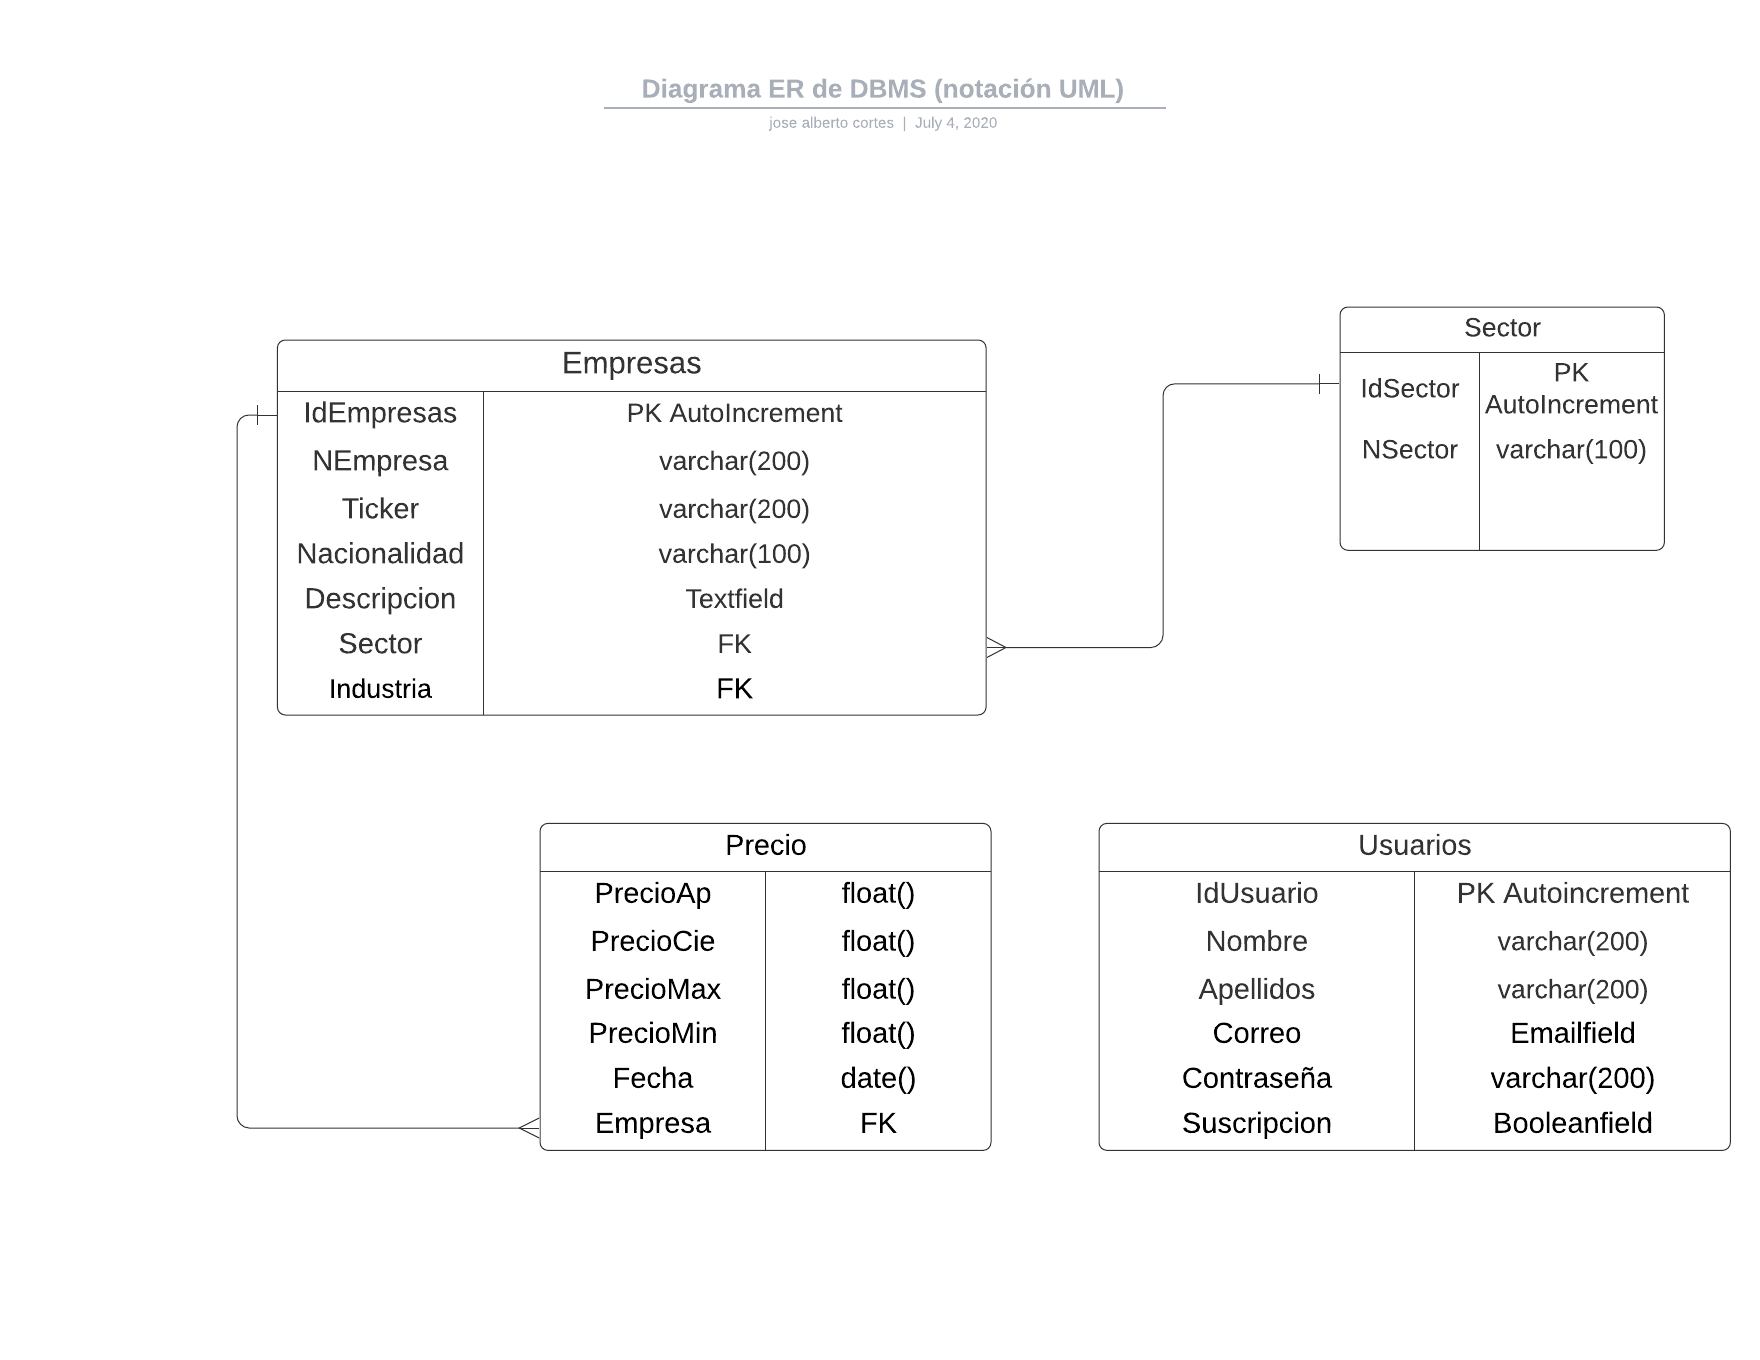 Diagrama ER de DBMS (notación UML)
jose alberto cortes | July 4, 2020
Empresas
IdEmpresas PK AutoIncrement
NEmpresa varchar(200)
Ticker varchar(200)
Nacionalidad varchar(100)
Descripcion Textfield
Sector FK
Industria FK
Sector
IdSector PK
AutoIncrement
NSector varchar(100)
Precio
PrecioAp float()
PrecioCie float()
PrecioMax float()
PrecioMin float()
Fecha date()
Empresa FK
Usuarios
IdUsuario PK Autoincrement
Nombre varchar(200)
Apellidos varchar(200)
Correo Emailfield
Contraseña varchar(200)
Suscripcion Booleanfield